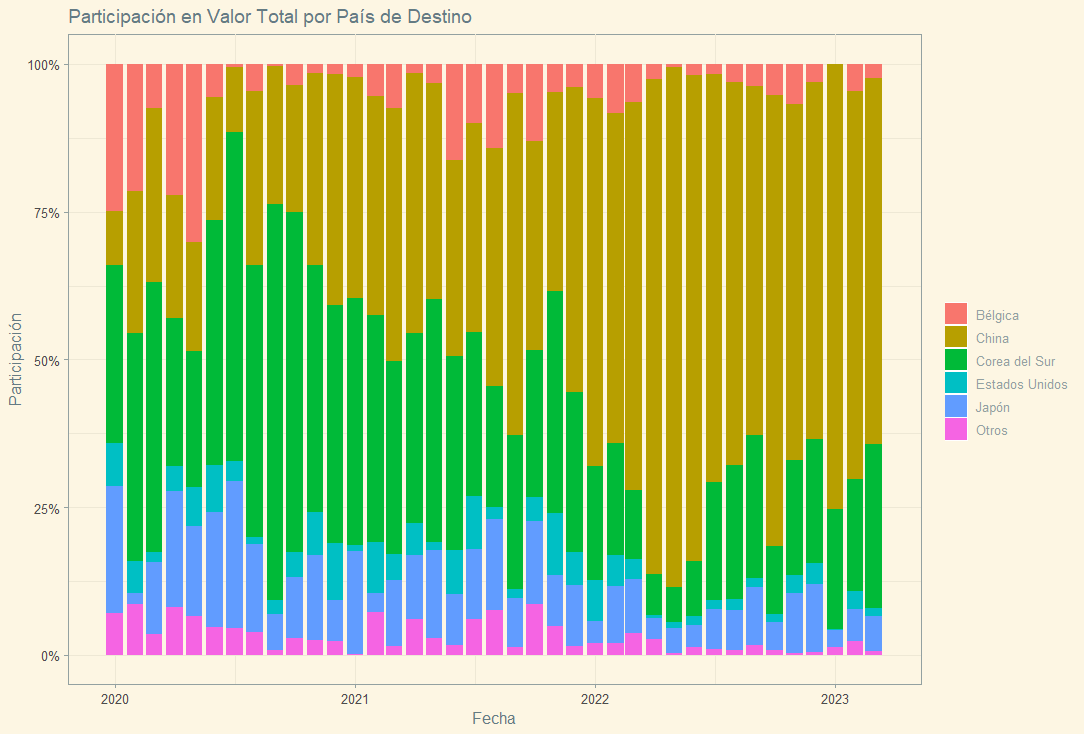 Participación en Valor Total por País de Destino
100%
75%
50%
25%
0%
Participación
2020
2021
2022
2023
Fecha
Bélgica
China
Corea del Sur
Estados Unidos
Japón
Otros